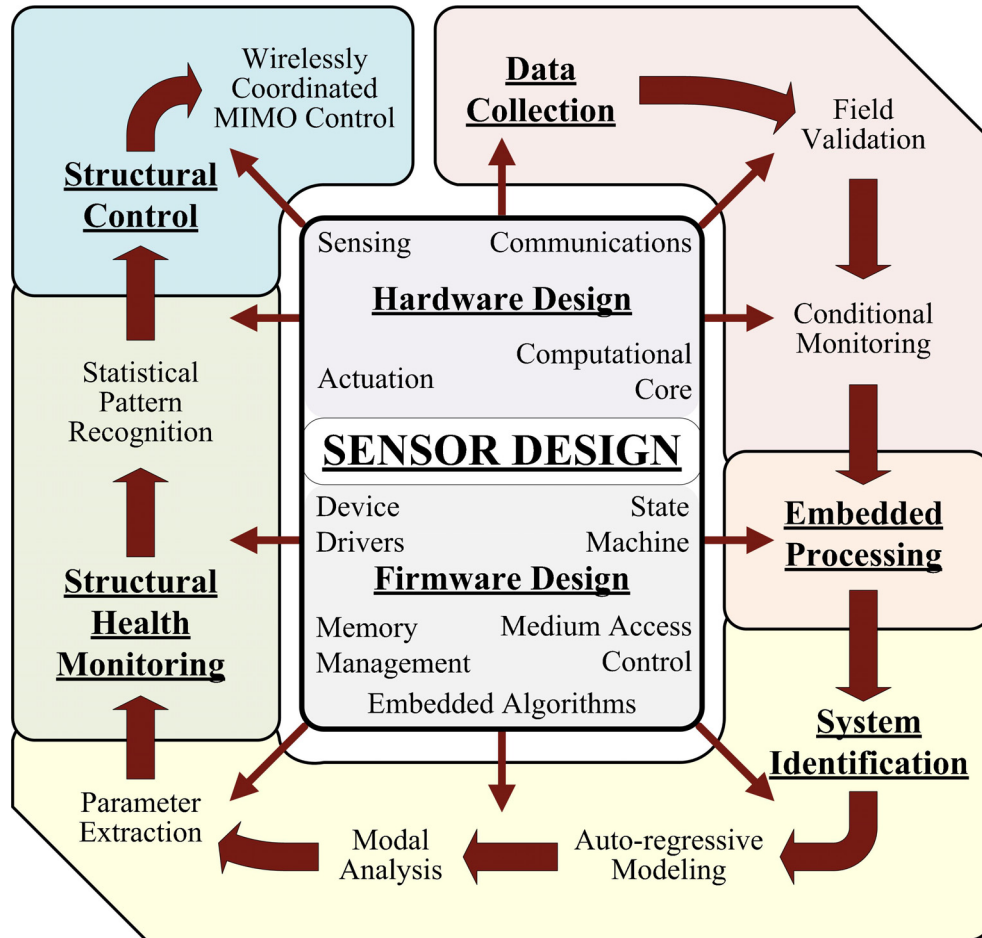 Wirelessly
Coordinated
MIMO Control
Structural
Control
Data
Collection
Field
Validation
Conditional
Monitoring
Embedded
Processing
System
Identification
Auto-regressive
Modeling
Modal
Analysis
Parameter
Extraction
Structural
Health
Monitoring
Statistical
Pattern
Recognition
Sensing
Communications
Hardware Design
Actuation
Computational
Core
SENSOR DESIGN
Device
Drivers
State
Machine
Firmware Design
Memory
Management
Medium Access
Control
Embedded Algorithms